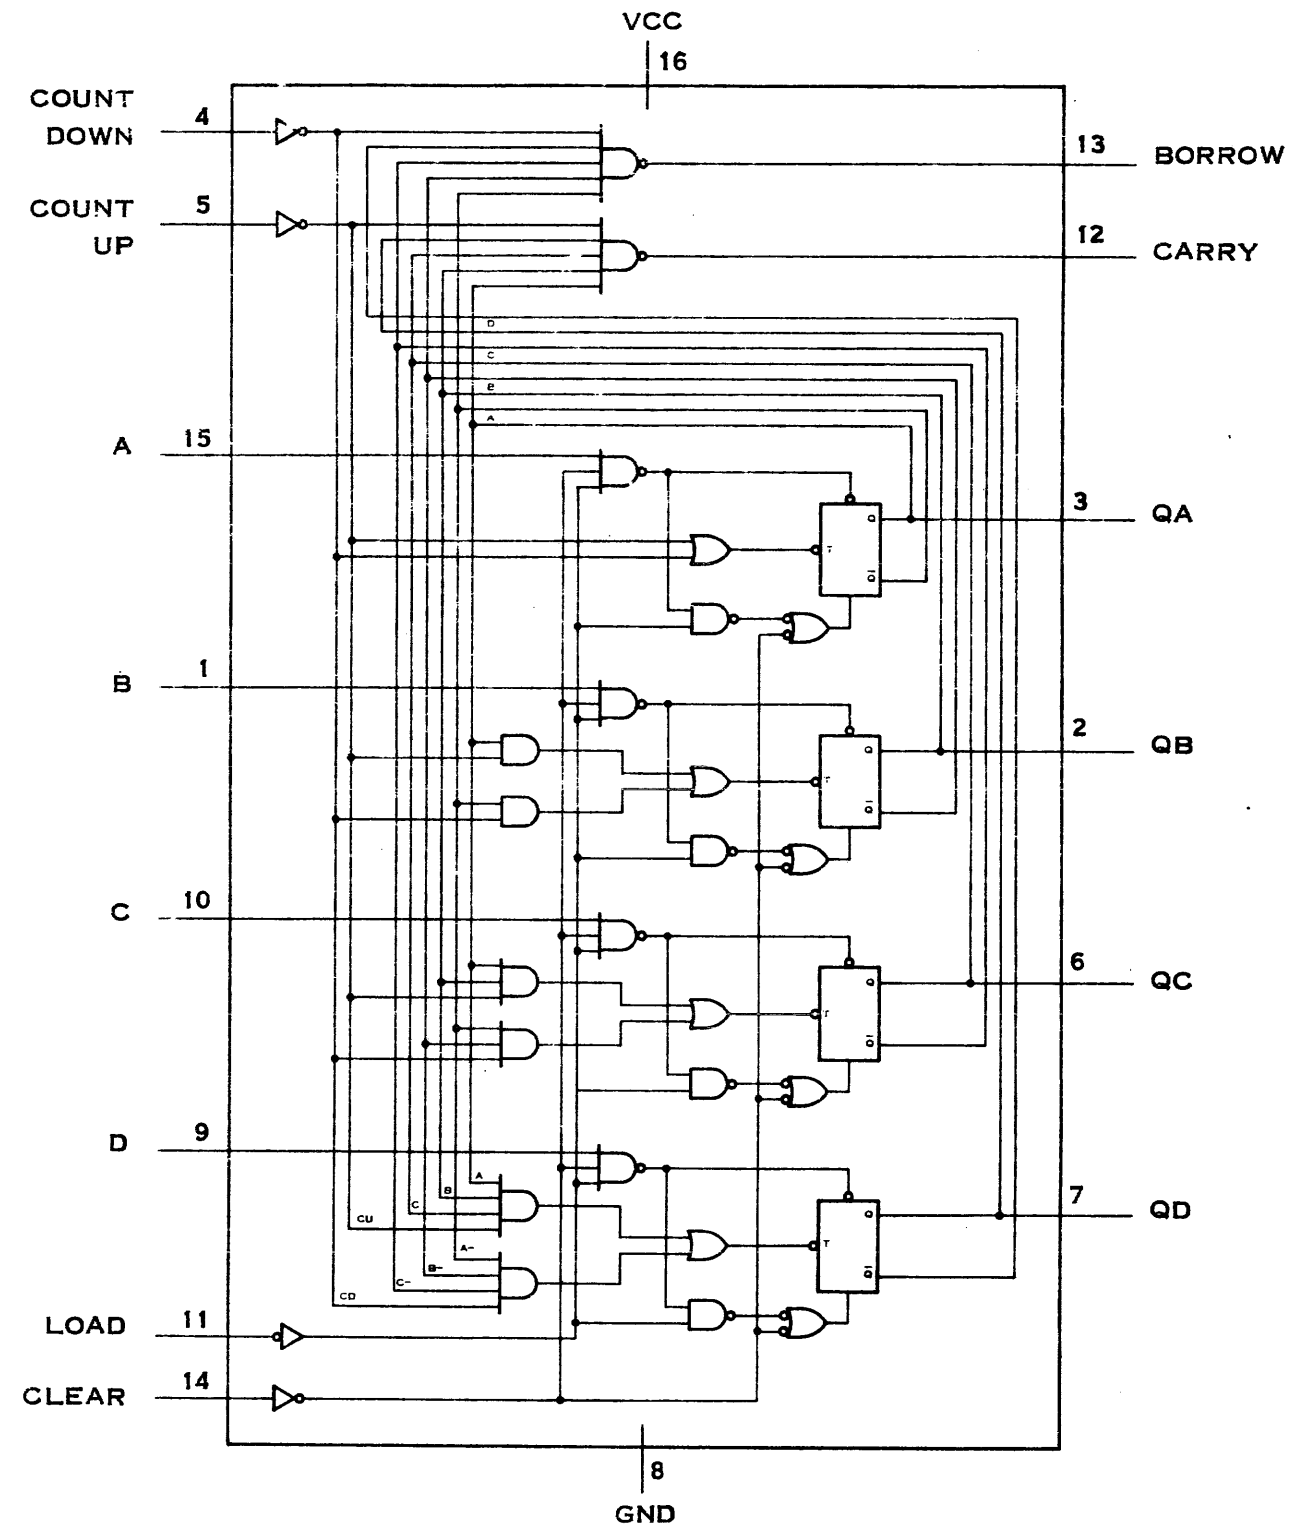 VCC
16
COUNT
DOWN
4
13
BORROW
COUNT
UP
5
12
CARRY
D
C
B
A
A
15
Q
3
QA
T
Q̅
B
1
Q
2
QB
T
Q̅
C
10
Q
6
QC
T
Q̅
D
9
A
B
C
CU
Q
7
QD
T
Q̅
A-
B-
C-
CD
LOAD
11
CLEAR
14
8
GND